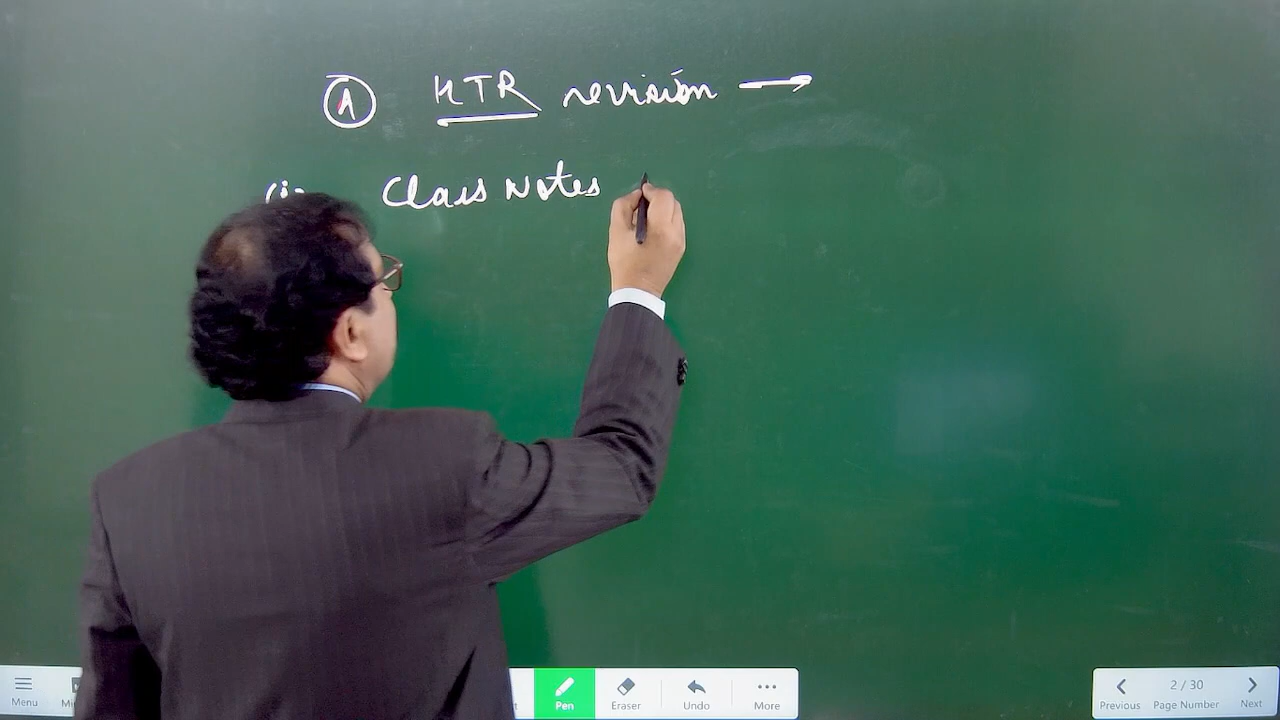 A HTR revision →
(i) Class Notes
Menu Pen Eraser Undo More Previous 2 / 30 Page Number Next